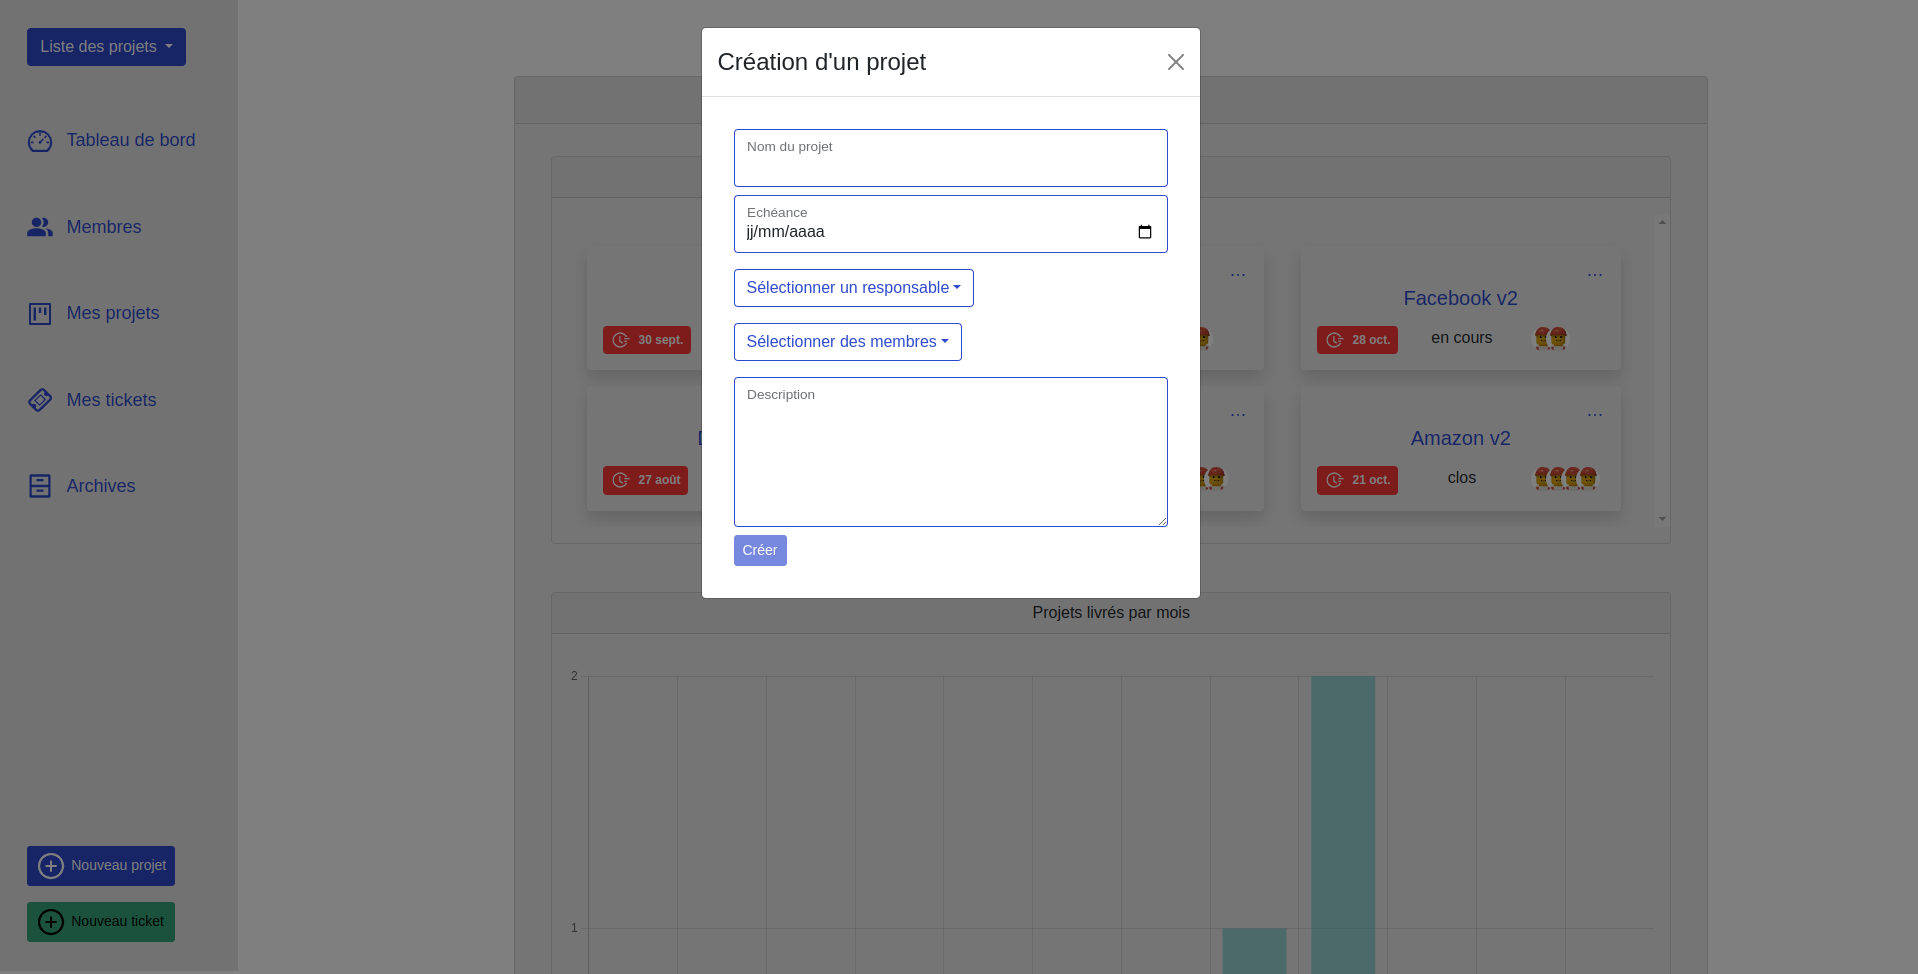 Liste des projets
Tableau de bord
Membres
Mes projets
Mes tickets
Archives
Nouveau projet
Nouveau ticket
Création d'un projet
Nom du projet
Echéance
jj/mm/aaaa
Sélectionner un responsable
Sélectionner des membres
Description
Créer
30 sept.
...
...
Facebook v2
28 oct.
en cours
27 août
...
...
Amazon v2
21 oct.
clos
Projets livrés par mois
2
1